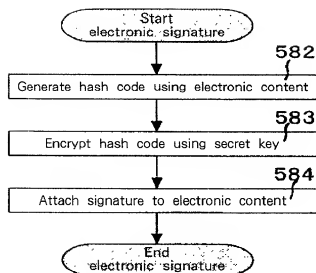 Start
electronic signature
582
Generate hash code using electronic content
583
Encrypt hash code using secret key
584
Attach signature to electronic content
End
electronic signature